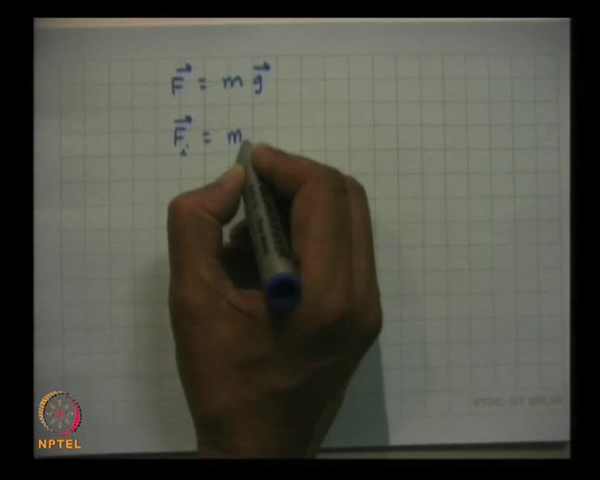 F⃗ = m g⃗
F⃗ᵢ = m
NPTEL